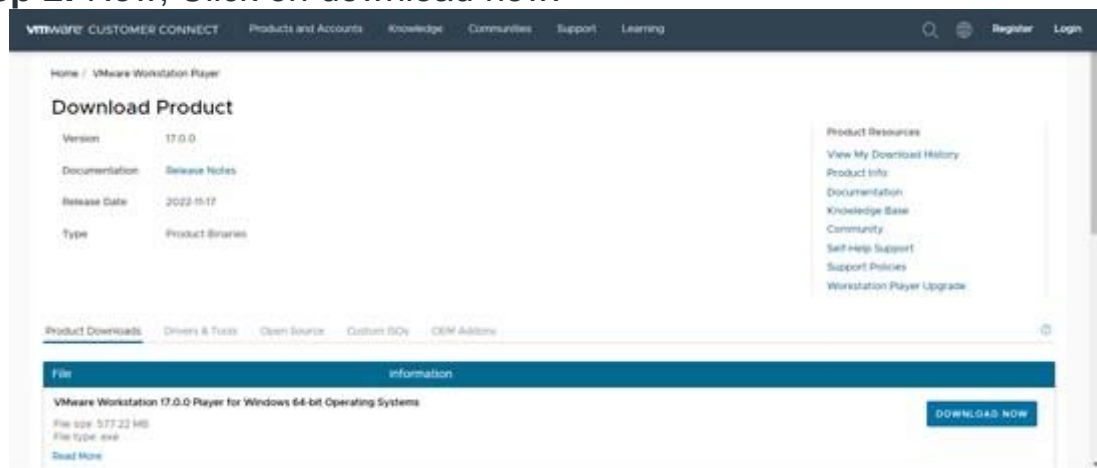 Now, Click on download now.
vmware CUSTOMER CONNECT Products and Accounts Knowledge Communities Support Learning Register Login
Home / VMware Workstation Player
Download Product
Version 17.0.0
Documentation Release Notes
Release Date 2022-11-17
Type Product Binaries
Product Resources
View My Download History
Product Info
Documentation
Knowledge Base
Community
Self-Help Support
Support Policies
Workstation Player Upgrade
Product Downloads Drivers & Tools Open Source Custom ISOs OEM Addons
File Information
VMware Workstation 17.0.0 Player for Windows 64-bit Operating Systems
File size: 577.22 MB
File type: exe
DOWNLOAD NOW
Read More